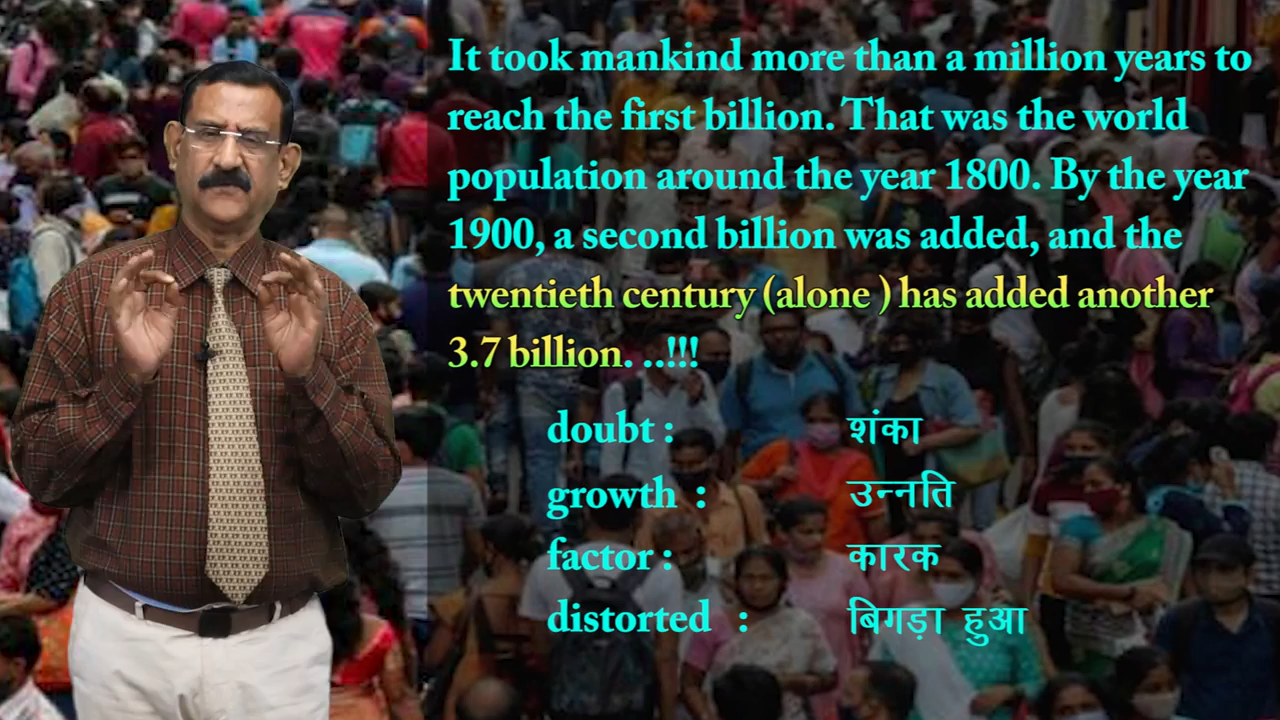 It took mankind more than a million years to
reach the first billion. That was the world
population around the year 1800. By the year
1900, a second billion was added, and the
twentieth century (alone ) has added another
3.7 billion. ..!!!
doubt : शंका
growth : उन्नति
factor : कारक
distorted : बिगड़ा हुआ